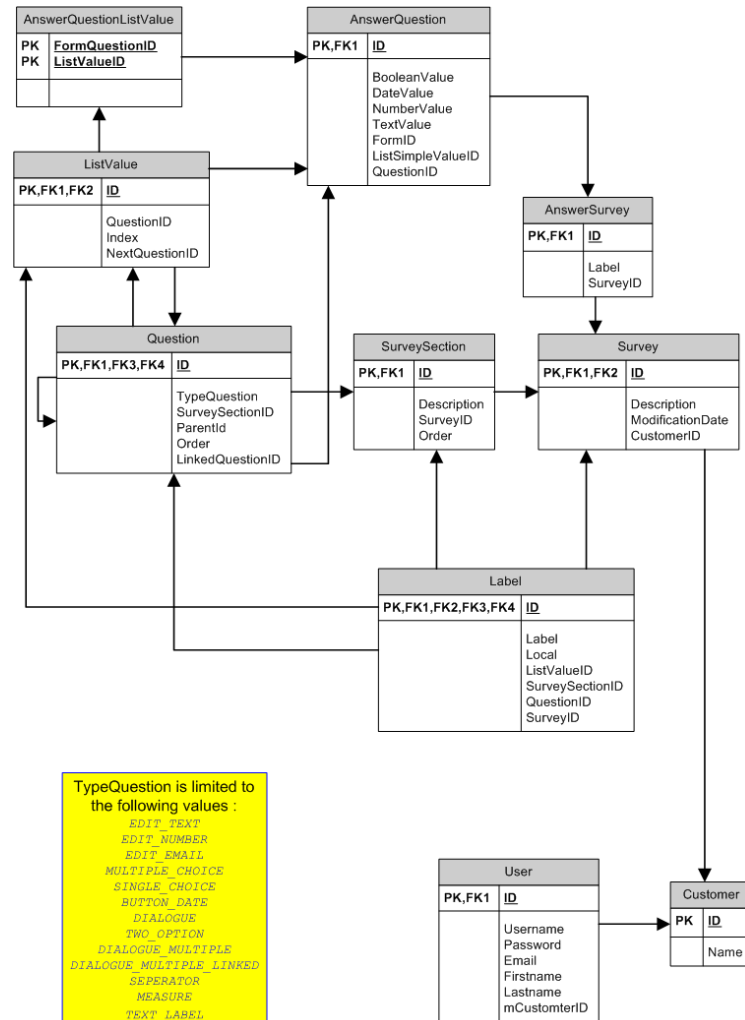 AnswerQuestionListValue
PK FormQuestionID
PK ListValueID
AnswerQuestion
PK,FK1 ID
BooleanValue
DateValue
NumberValue
TextValue
FormID
ListSimpleValueID
QuestionID
ListValue
PK,FK1,FK2 ID
QuestionID
Index
NextQuestionID
AnswerSurvey
PK,FK1 ID
Label
SurveyID
Question
PK,FK1,FK3,FK4 ID
TypeQuestion
SurveySectionID
ParentId
Order
LinkedQuestionID
SurveySection
PK,FK1 ID
Description
SurveyID
Order
Survey
PK,FK1,FK2 ID
Description
ModificationDate
CustomerID
Label
PK,FK1,FK2,FK3,FK4 ID
Label
Local
ListValueID
SurveySectionID
QuestionID
SurveyID
TypeQuestion is limited to
the following values :
EDIT_TEXT
EDIT_NUMBER
EDIT_EMAIL
MULTIPLE_CHOICE
SINGLE_CHOICE
BUTTON_DATE
DIALOGUE
TWO_OPTION
DIALOGUE_MULTIPLE
DIALOGUE_MULTIPLE_LINKED
SEPERATOR
MEASURE
TEXT_LABEL
User
PK,FK1 ID
Username
Password
Email
Firstname
Lastname
mCustomterID
Customer
PK ID
Name